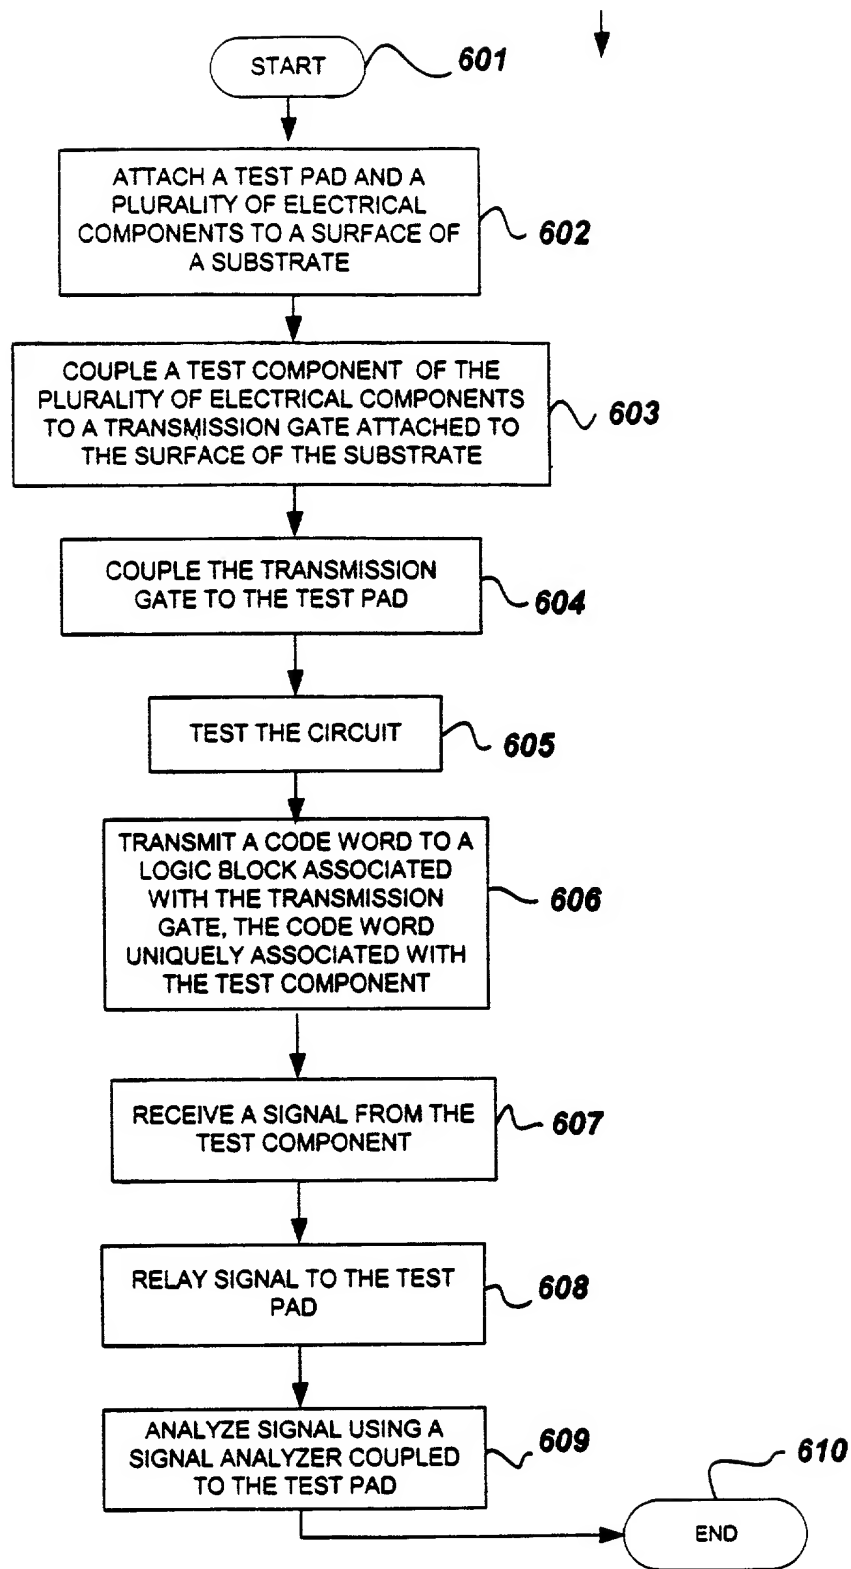 START
601
ATTACH A TEST PAD AND A
PLURALITY OF ELECTRICAL
COMPONENTS TO A SURFACE OF
A SUBSTRATE
602
COUPLE A TEST COMPONENT OF THE
PLURALITY OF ELECTRICAL COMPONENTS
TO A TRANSMISSION GATE ATTACHED TO
THE SURFACE OF THE SUBSTRATE
603
COUPLE THE TRANSMISSION
GATE TO THE TEST PAD
604
TEST THE CIRCUIT
605
TRANSMIT A CODE WORD TO A
LOGIC BLOCK ASSOCIATED
WITH THE TRANSMISSION
GATE, THE CODE WORD
UNIQUELY ASSOCIATED WITH
THE TEST COMPONENT
606
RECEIVE A SIGNAL FROM THE
TEST COMPONENT
607
RELAY SIGNAL TO THE TEST
PAD
608
ANALYZE SIGNAL USING A
SIGNAL ANALYZER COUPLED
TO THE TEST PAD
609
610
END